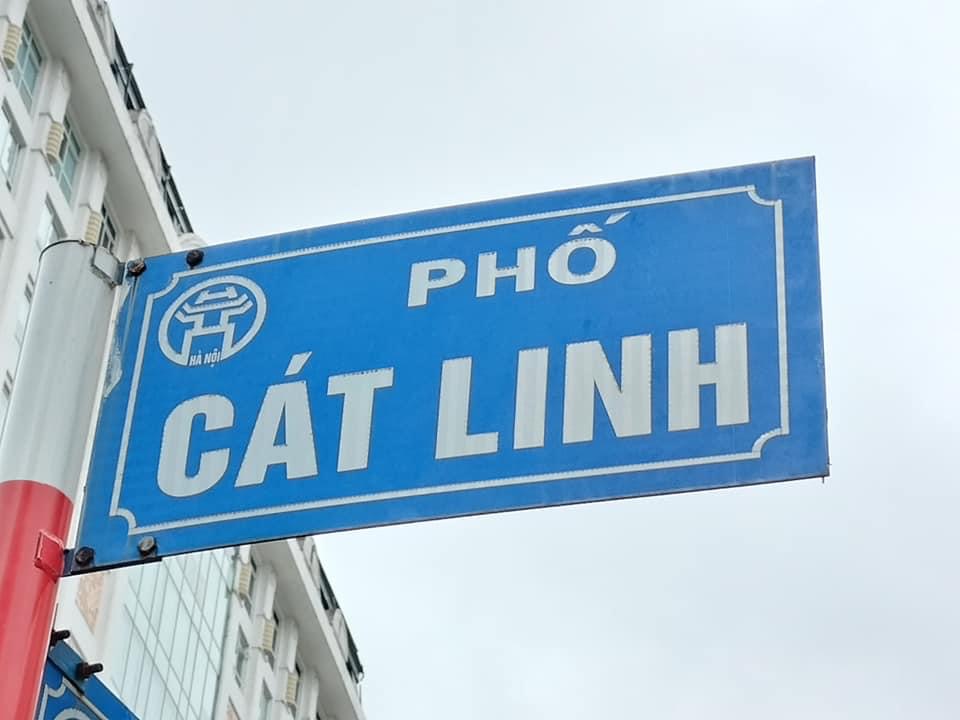 PHỐ
HÀ NỘI
CÁT LINH